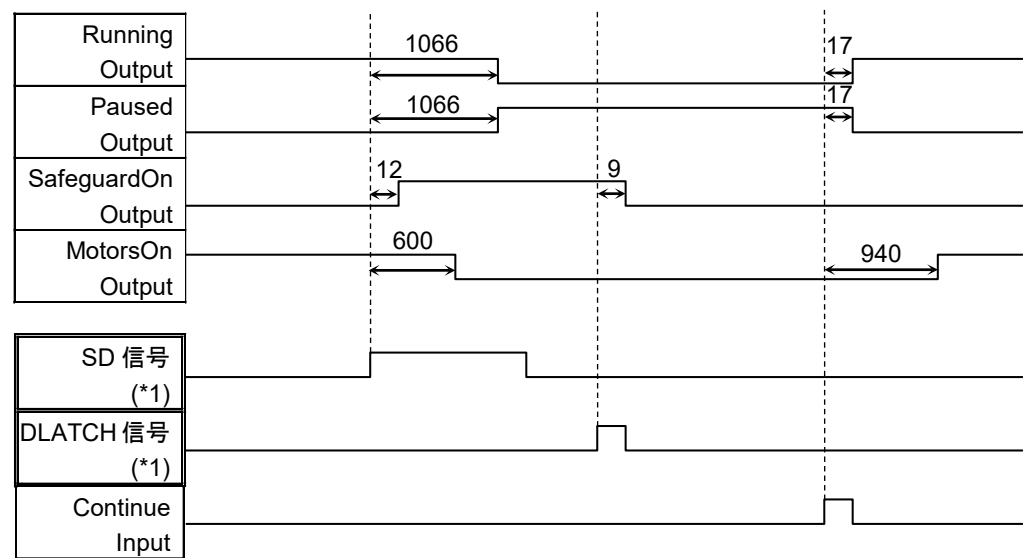 Running
Output
1066
17
Paused
Output
1066
17
SafeguardOn
Output
12
9
MotorsOn
Output
600
940
SD 信号
(*1)
DLATCH 信号
(*1)
Continue
Input